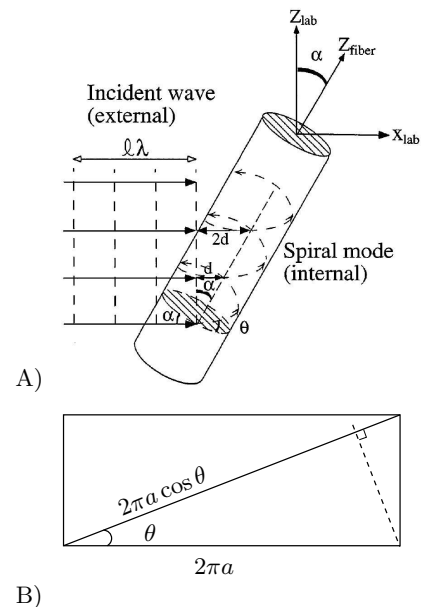 Z_lab
α
Z_fiber
Incident wave
(external)
x_lab
ℓλ
2d
Spiral mode
(internal)
d
α
α
θ
A)
2πa cos θ
θ
2πa
B)